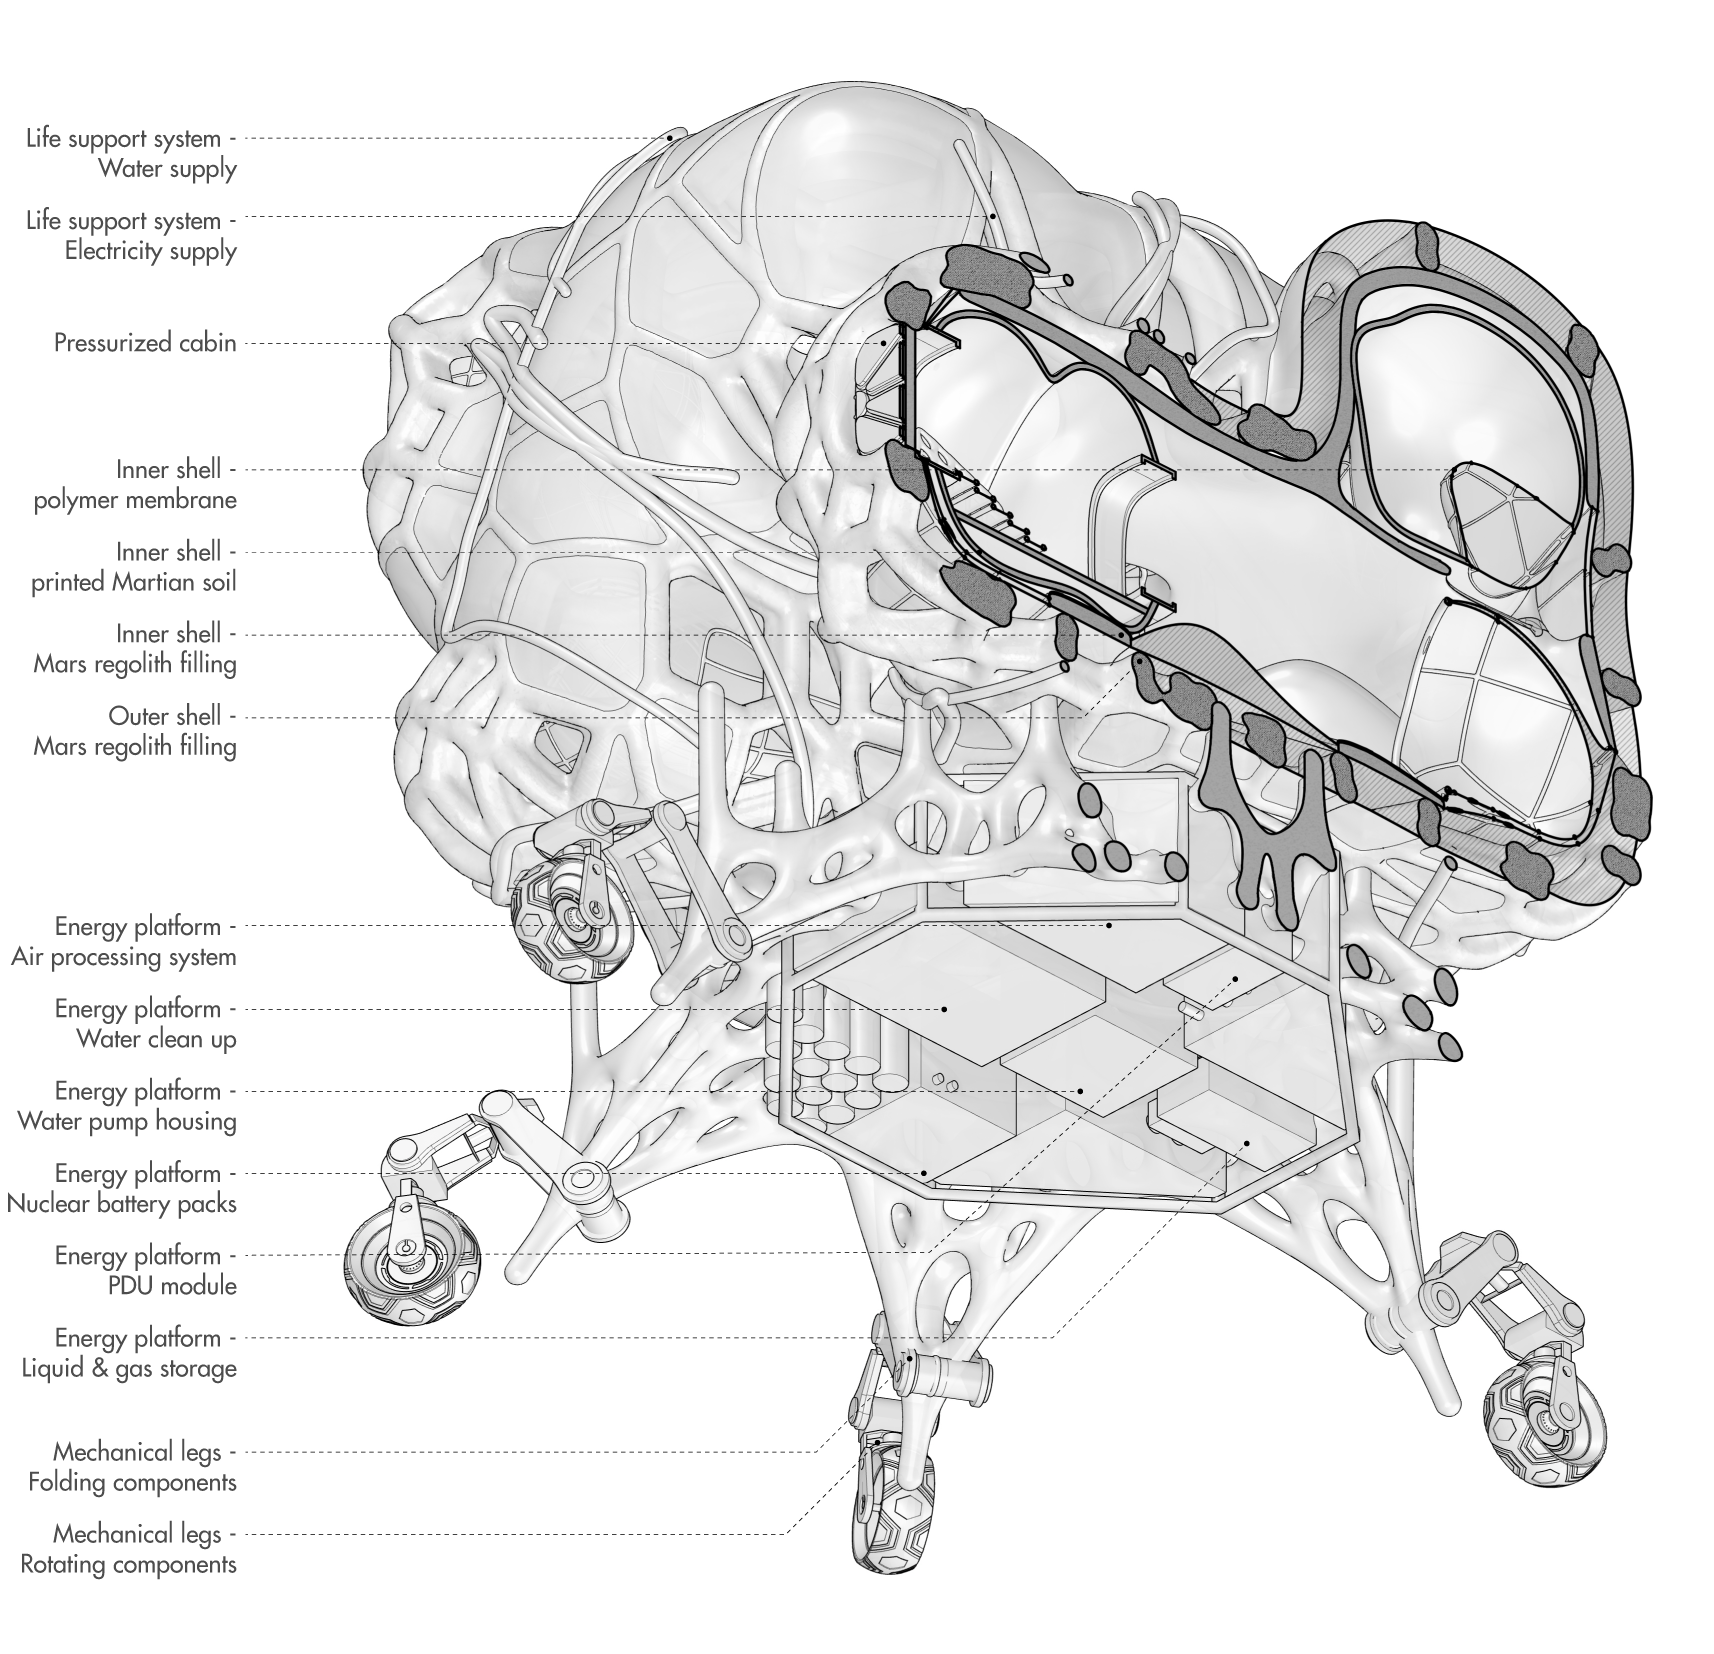 Life support system -
Water supply
Life support system -
Electricity supply
Pressurized cabin
Inner shell -
polymer membrane
Inner shell -
printed Martian soil
Inner shell -
Mars regolith filling
Outer shell -
Mars regolith filling
Energy platform -
Air processing system
Energy platform -
Water clean up
Energy platform -
Water pump housing
Energy platform -
Nuclear battery packs
Energy platform -
PDU module
Energy platform -
Liquid & gas storage
Mechanical legs -
Folding components
Mechanical legs -
Rotating components